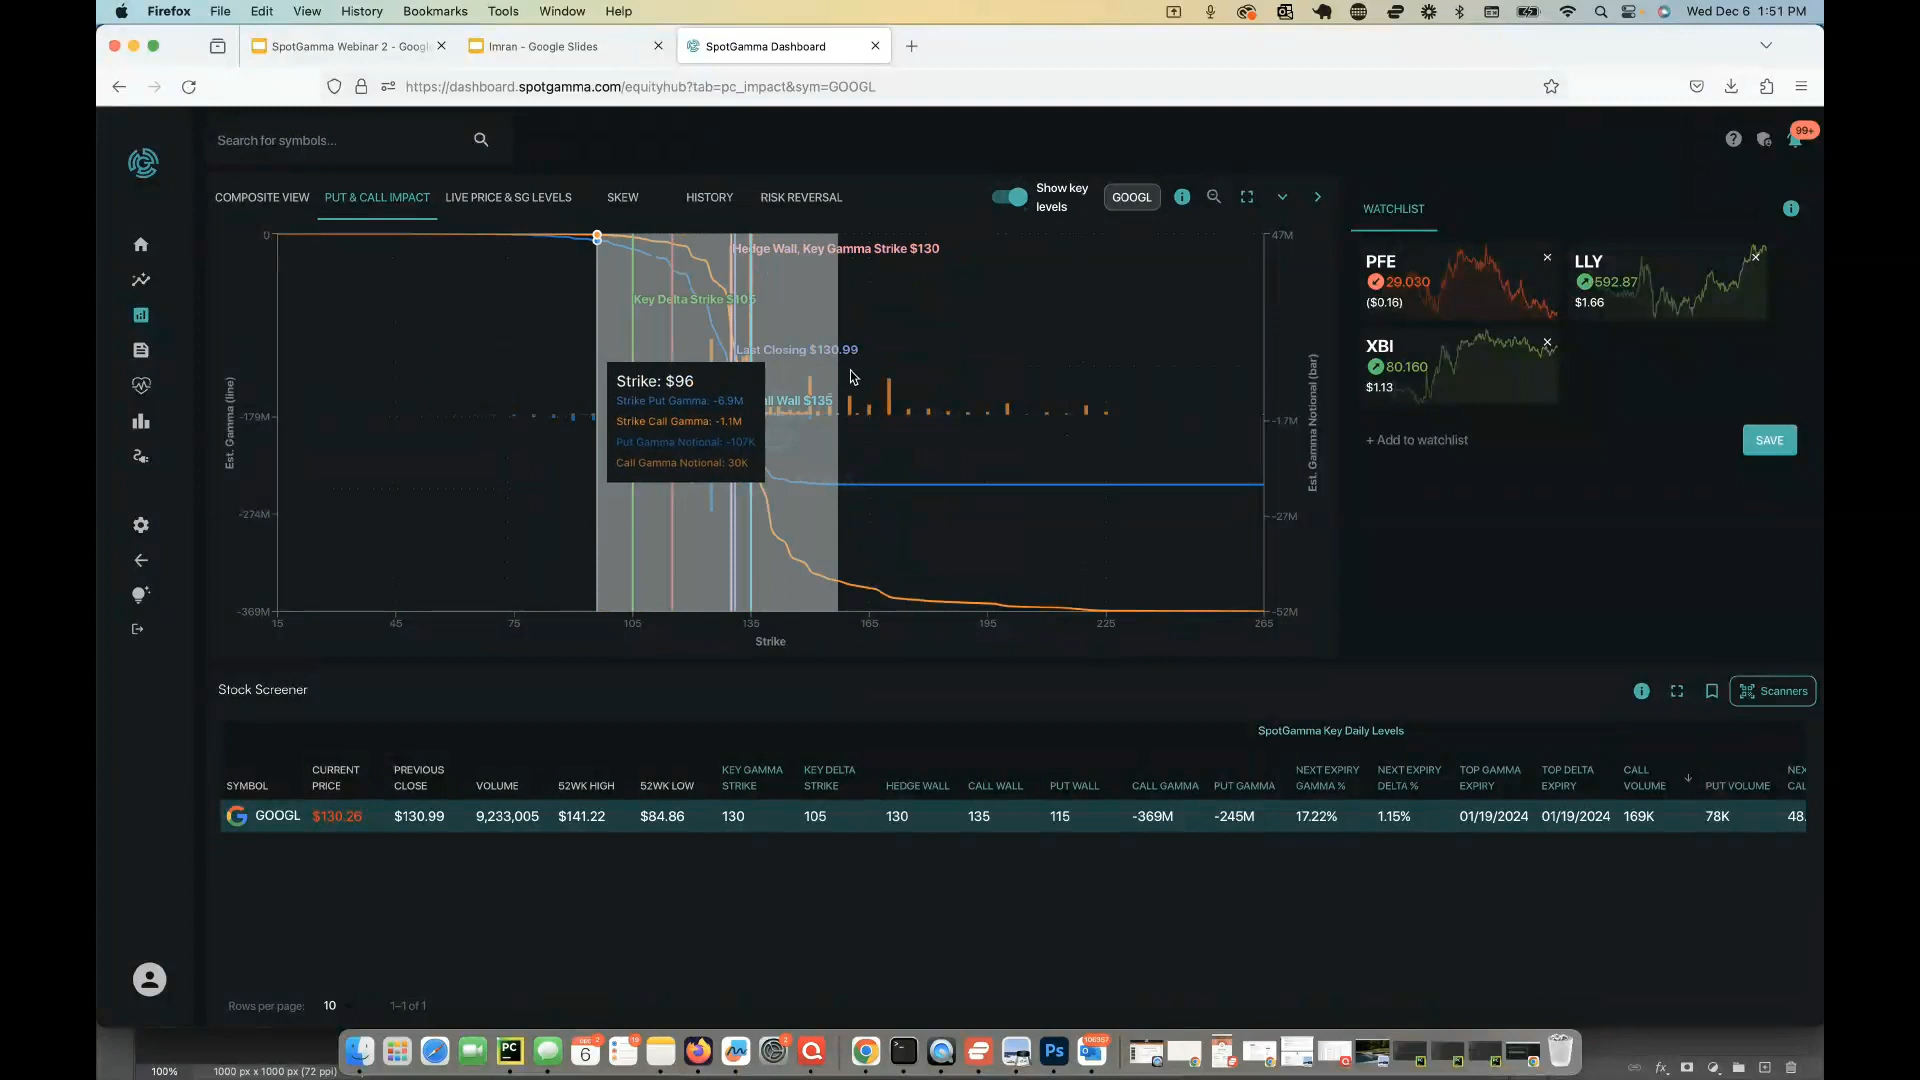 Firefox File Edit View History Bookmarks Tools Window Help
Wed Dec 6 1:51 PM
SpotGamma Webinar 2 - Googl
Imran - Google Slides
SpotGamma Dashboard
https://dashboard.spotgamma.com/equityhub?tab=pc_impact&sym=GOOGL
Search for symbols...
99+
COMPOSITE VIEW PUT & CALL IMPACT LIVE PRICE & SG LEVELS SKEW HISTORY RISK REVERSAL
Show key
levels
GOOGL
WATCHLIST
0
47M
Hedge Wall, Key Gamma Strike $130
Key Delta Strike $105
Last Closing $130.99
all Wall $135
Strike: $96
Strike Put Gamma: -6.9M
Strike Call Gamma: -1.1M
Put Gamma Notional: -107K
Call Gamma Notional: 30K
Est. Gamma (line)
Est. Gamma Notional (bar)
-179M
-1.7M
-274M
-27M
-369M
-52M
15 45 75 105 135 165 195 225 265
Strike
PFE
29.030
($0.16)
LLY
592.87
$1.66
XBI
80.160
$1.13
+ Add to watchlist
SAVE
Stock Screener
Scanners
SpotGamma Key Daily Levels
SYMBOL CURRENT PRICE PREVIOUS CLOSE VOLUME 52WK HIGH 52WK LOW KEY GAMMA STRIKE KEY DELTA STRIKE HEDGE WALL CALL WALL PUT WALL CALL GAMMA PUT GAMMA NEXT EXPIRY GAMMA % NEXT EXPIRY DELTA % TOP GAMMA EXPIRY TOP DELTA EXPIRY CALL VOLUME PUT VOLUME NEX CAL
GOOGL $130.26 $130.99 9,233,005 $141.22 $84.86 130 105 130 135 115 -369M -245M 17.22% 1.15% 01/19/2024 01/19/2024 169K 78K 48.
Rows per page: 10 1–1 of 1
100% 1000 px x 1000 px (72 ppi)